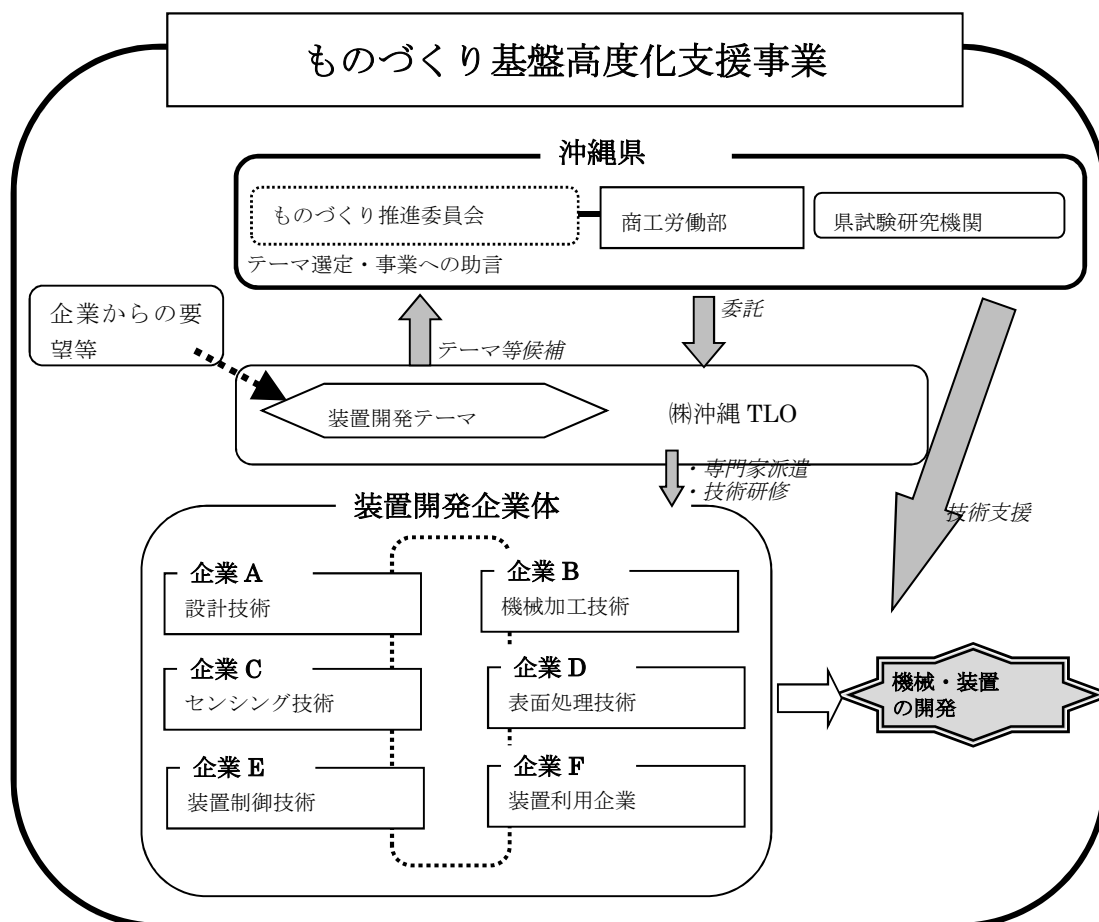 ものづくり基盤高度化支援事業
沖縄県
ものづくり推進委員会
商工労働部
県試験研究機関
テーマ選定・事業への助言
企業からの要
望等
委託
テーマ等候補
装置開発テーマ
㈱沖縄 TLO
・専門家派遣
・技術研修
技術支援
装置開発企業体
企業 A
設計技術
企業 B
機械加工技術
企業 C
センシング技術
企業 D
表面処理技術
機械・装置
の開発
企業 E
装置制御技術
企業 F
装置利用企業